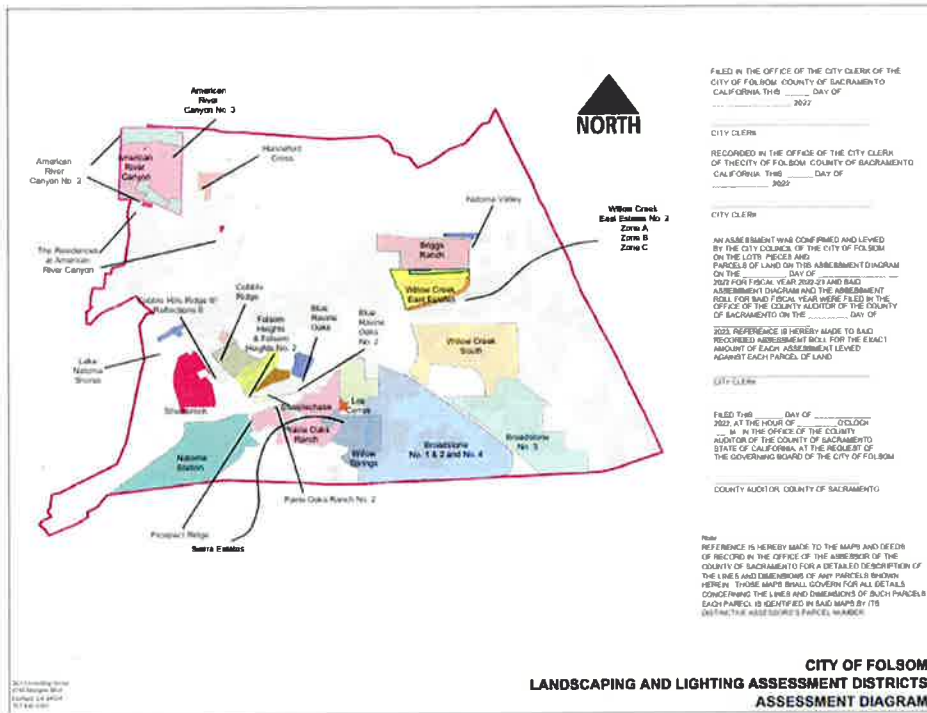 American
River
Canyon No. 3
NORTH
American
River
Canyon No. 2
American
River
Canyon
Hannaford
Cross
Natoma Valley
Willow Creek
East Estates No. 2
Zone A
Zone B
Zone C
The Residences
at American
River Canyon
Briggs
Ranch
Willow Creek
East Estates
Cobble Hills Ridge II/
Reflections II
Cobble
Ridge
Folsom
Heights
& Folsom
Heights No. 2
Blue
Ravine
Oaks
Blue
Ravine
Oaks
No. 2
Lake
Natoma
Shores
Willow Creek
South
Silverbrook
Steeplechase
Los
Cerros
Prairie Oaks
Ranch
Natoma
Station
Willow
Springs
Broadstone
No. 1 & 2 and No. 4
Broadstone
No. 3
Prairie Oaks Ranch No. 2
Prospect Ridge
Sierra Estates
FILED IN THE OFFICE OF THE CITY CLERK OF THE
CITY OF FOLSOM COUNTY OF SACRAMENTO
CALIFORNIA THIS ______ DAY OF
______________ 2022
CITY CLERK
RECORDED IN THE OFFICE OF THE CITY CLERK
OF THECITY OF FOLSOM COUNTY OF SACRAMENTO
CALIFORNIA THIS ______ DAY OF
__________ 2022
CITY CLERK
AN ASSESSMENT WAS CONFIRMED AND LEVIED
BY THE CITY COUNCIL OF THE CITY OF FOLSOM
ON THE LOTS PIECES AND
PARCELS OF LAND ON THIS ASSESSMENT DIAGRAM
ON THE ________ DAY OF ____________
2022 FOR FISCAL YEAR 2022-23 AND SAID
ASSESSMENT DIAGRAM AND THE ASSESSMENT
ROLL FOR SAID FISCAL YEAR WERE FILED IN THE
OFFICE OF THE COUNTY AUDITOR OF THE COUNTY
OF SACRAMENTO ON THE ________ DAY OF
____________
2022 REFERENCE IS HEREBY MADE TO SAID
RECORDED ASSESSMENT ROLL FOR THE EXACT
AMOUNT OF EACH ASSESSMENT LEVIED
AGAINST EACH PARCEL OF LAND
CITY CLERK
FILED THIS ______ DAY OF ____________
2022, AT THE HOUR OF ______ O'CLOCK
__ M IN THE OFFICE OF THE COUNTY
AUDITOR OF THE COUNTY OF SACRAMENTO
STATE OF CALIFORNIA, AT THE REQUEST OF
THE GOVERNING BOARD OF THE CITY OF FOLSOM
COUNTY AUDITOR, COUNTY OF SACRAMENTO
Note
REFERENCE IS HEREBY MADE TO THE MAPS AND DEEDS
OF RECORD IN THE OFFICE OF THE ASSESSOR OF THE
COUNTY OF SACRAMENTO FOR A DETAILED DESCRIPTION OF
THE LINES AND DIMENSIONS OF ANY PARCELS SHOWN
HEREIN THOSE MAPS SHALL GOVERN FOR ALL DETAILS
CONCERNING THE LINES AND DIMENSIONS OF SUCH PARCELS
EACH PARCEL IS IDENTIFIED IN SAID MAPS BY ITS
DISTINCTIVE ASSESSOR'S PARCEL NUMBER
CITY OF FOLSOM
LANDSCAPING AND LIGHTING ASSESSMENT DISTRICTS
ASSESSMENT DIAGRAM